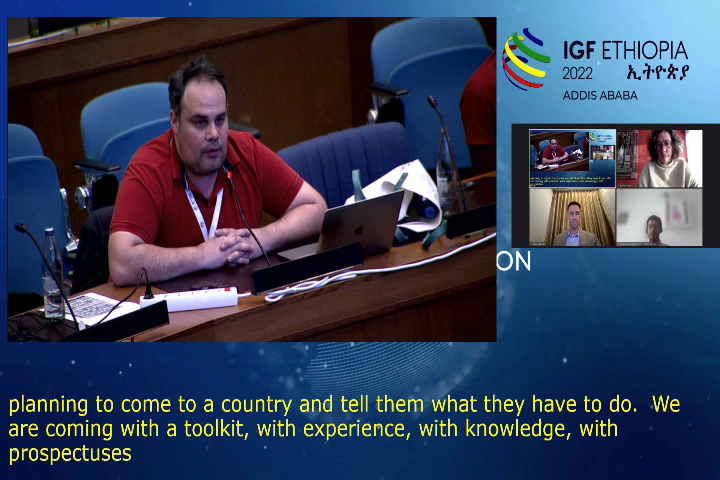 IGF ETHIOPIA
2022 ኢትዮጵያ
ADDIS ABABA
ON
planning to come to a country and tell them what they have to do. We
are coming with a toolkit, with experience, with knowledge, with
prospectuses